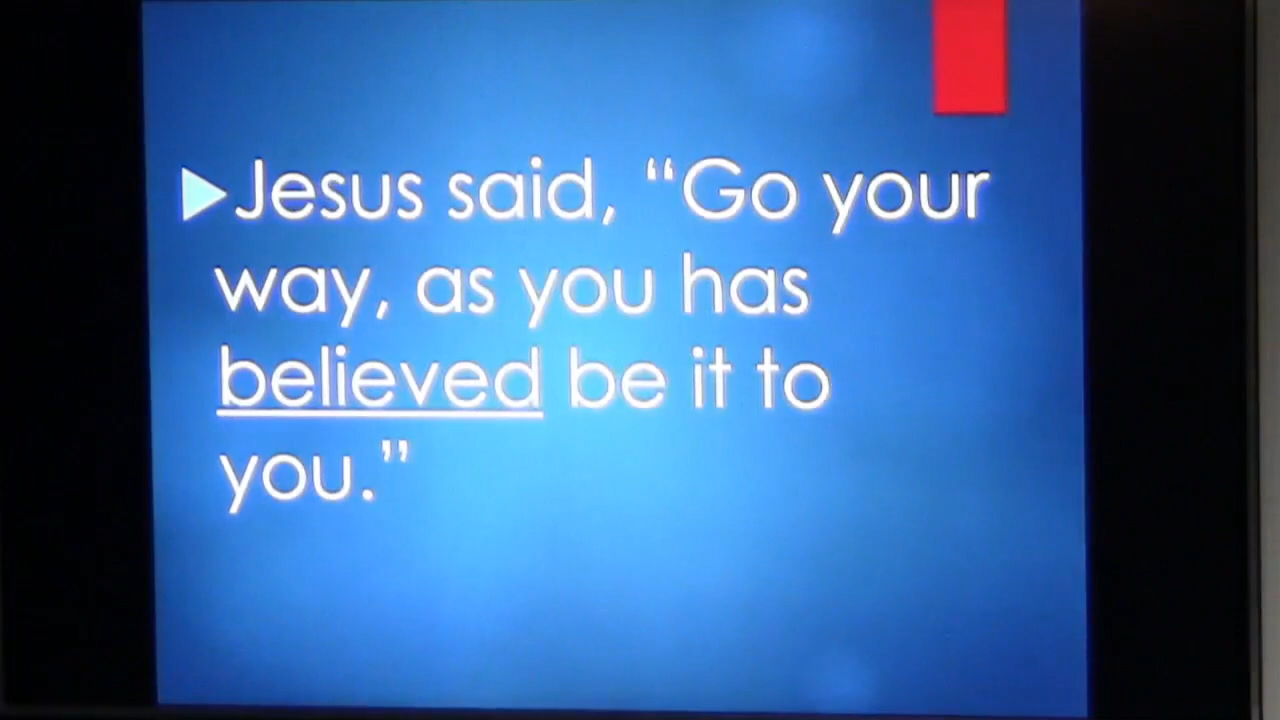 Jesus said, “Go your
way, as you has
believed be it to
you.”